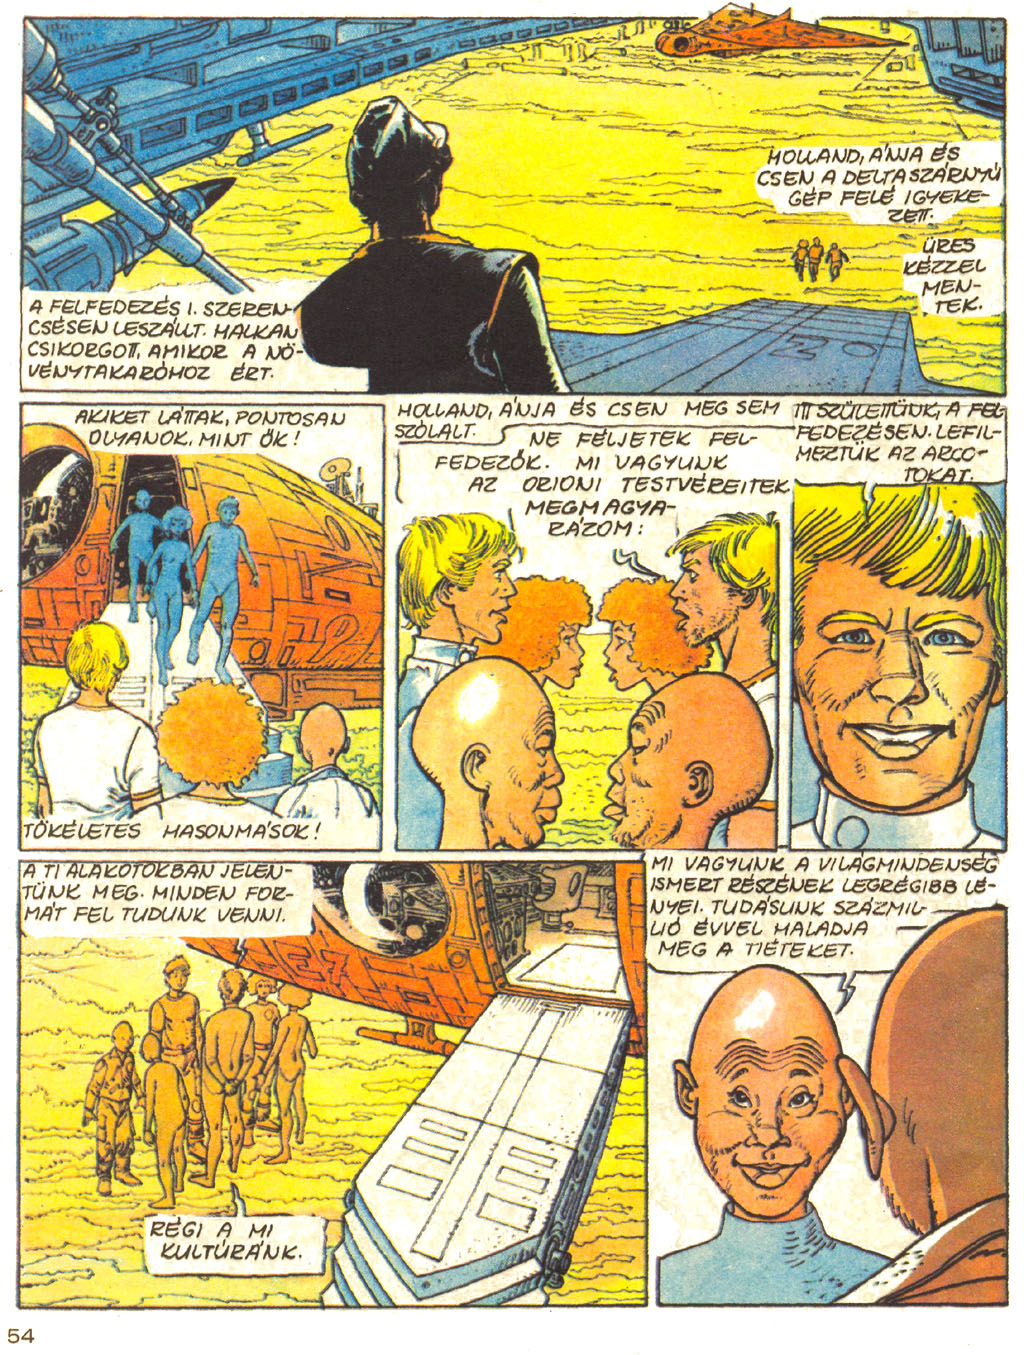 A FELFEDEZÉS I. SZEREN-
CSÉSEN LESZÁLLT. HALKAN
CSIKORGOTT, AMIKOR A NÖ-
VÉNYTAKARÓHOZ ÉRT.
HOLLAND, ÁNJA ÉS
CSEN A DELTASZÁRNYÚ
GÉP FELÉ IGYEKE-
ZETT.
ÜRES
KÉZZEL
MEN-
TEK.
AKIKET LÁTTAK, PONTOSAN
OLYANOK, MINT ŐK!
TÖKÉLETES HASONMÁSOK!
HOLLAND, ÁNJA ÉS CSEN MEG SEM
SZÓLALT.
NE FÉLJETEK FEL-
FEDEZŐK. MI VAGYUNK
AZ ORIONI TESTVÉREITEK
MEGMAGYA-
RÁZOM:
ITT SZÜLETTÜNK, A FEL-
FEDEZÉSEN. LEFIL-
MEZTÜK AZ ARCO-
TOKAT.
A TI ALAKOTOKBAN JELEN-
TÜNK MEG. MINDEN FOR-
MÁT FEL TUDUNK VENNI.
RÉGI A MI
KULTÚRÁNK.
MI VAGYUNK A VILÁGMINDENSÉG
ISMERT RÉSZÉNEK LEGRÉGIBB LÉ-
NYEI. TUDÁSUNK SZÁZMIL-
LIÓ ÉVVEL HALADJA
MEG A TIÉTEKET.
54